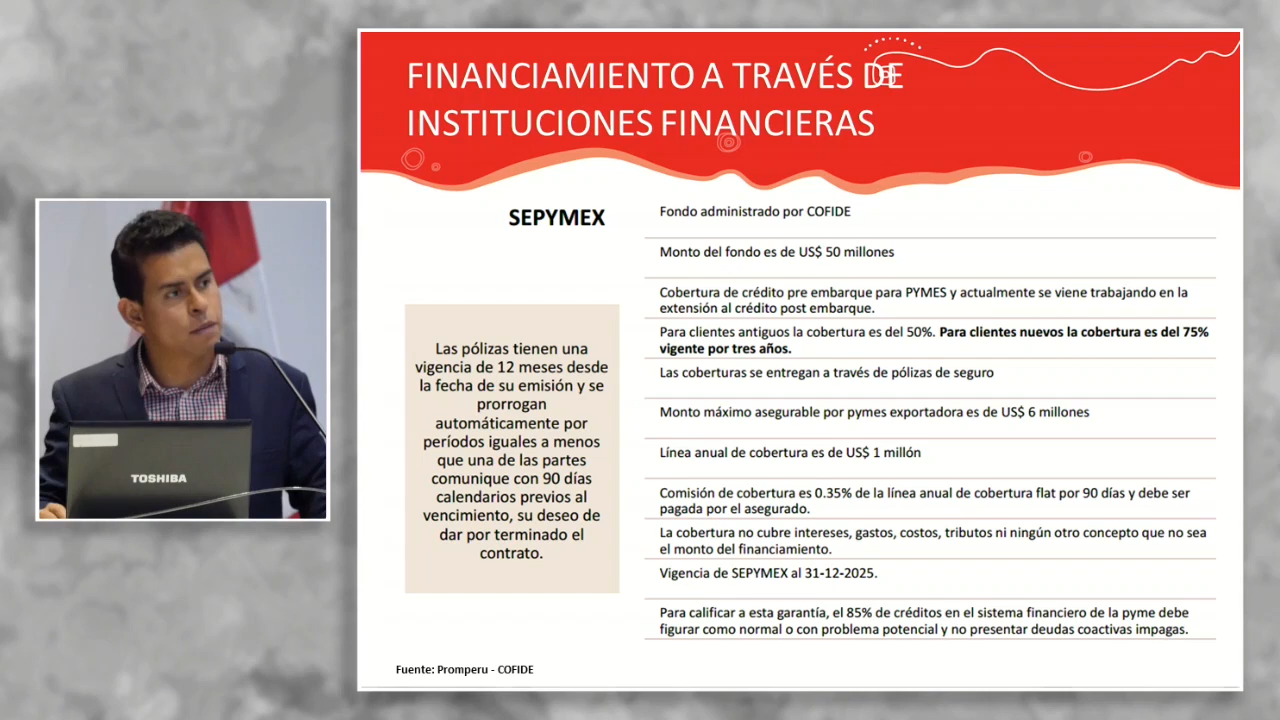 FINANCIAMIENTO A TRAVÉS DE
INSTITUCIONES FINANCIERAS
SEPYMEX
Las pólizas tienen una
vigencia de 12 meses desde
la fecha de su emisión y se
prorrogan
automáticamente por
períodos iguales a menos
que una de las partes
comunique con 90 días
calendarios previos al
vencimiento, su deseo de
dar por terminado el
contrato.
Fondo administrado por COFIDE
Monto del fondo es de US$ 50 millones
Cobertura de crédito pre embarque para PYMES y actualmente se viene trabajando en la
extensión al crédito post embarque.
Para clientes antiguos la cobertura es del 50%. Para clientes nuevos la cobertura es del 75%
vigente por tres años.
Las coberturas se entregan a través de pólizas de seguro
Monto máximo asegurable por pymes exportadora es de US$ 6 millones
Línea anual de cobertura es de US$ 1 millón
Comisión de cobertura es 0.35% de la línea anual de cobertura flat por 90 días y debe ser
pagada por el asegurado.
La cobertura no cubre intereses, gastos, costos, tributos ni ningún otro concepto que no sea
el monto del financiamiento.
Vigencia de SEPYMEX al 31-12-2025.
Para calificar a esta garantía, el 85% de créditos en el sistema financiero de la pyme debe
figurar como normal o con problema potencial y no presentar deudas coactivas impagas.
Fuente: Promperu - COFIDE
TOSHIBA